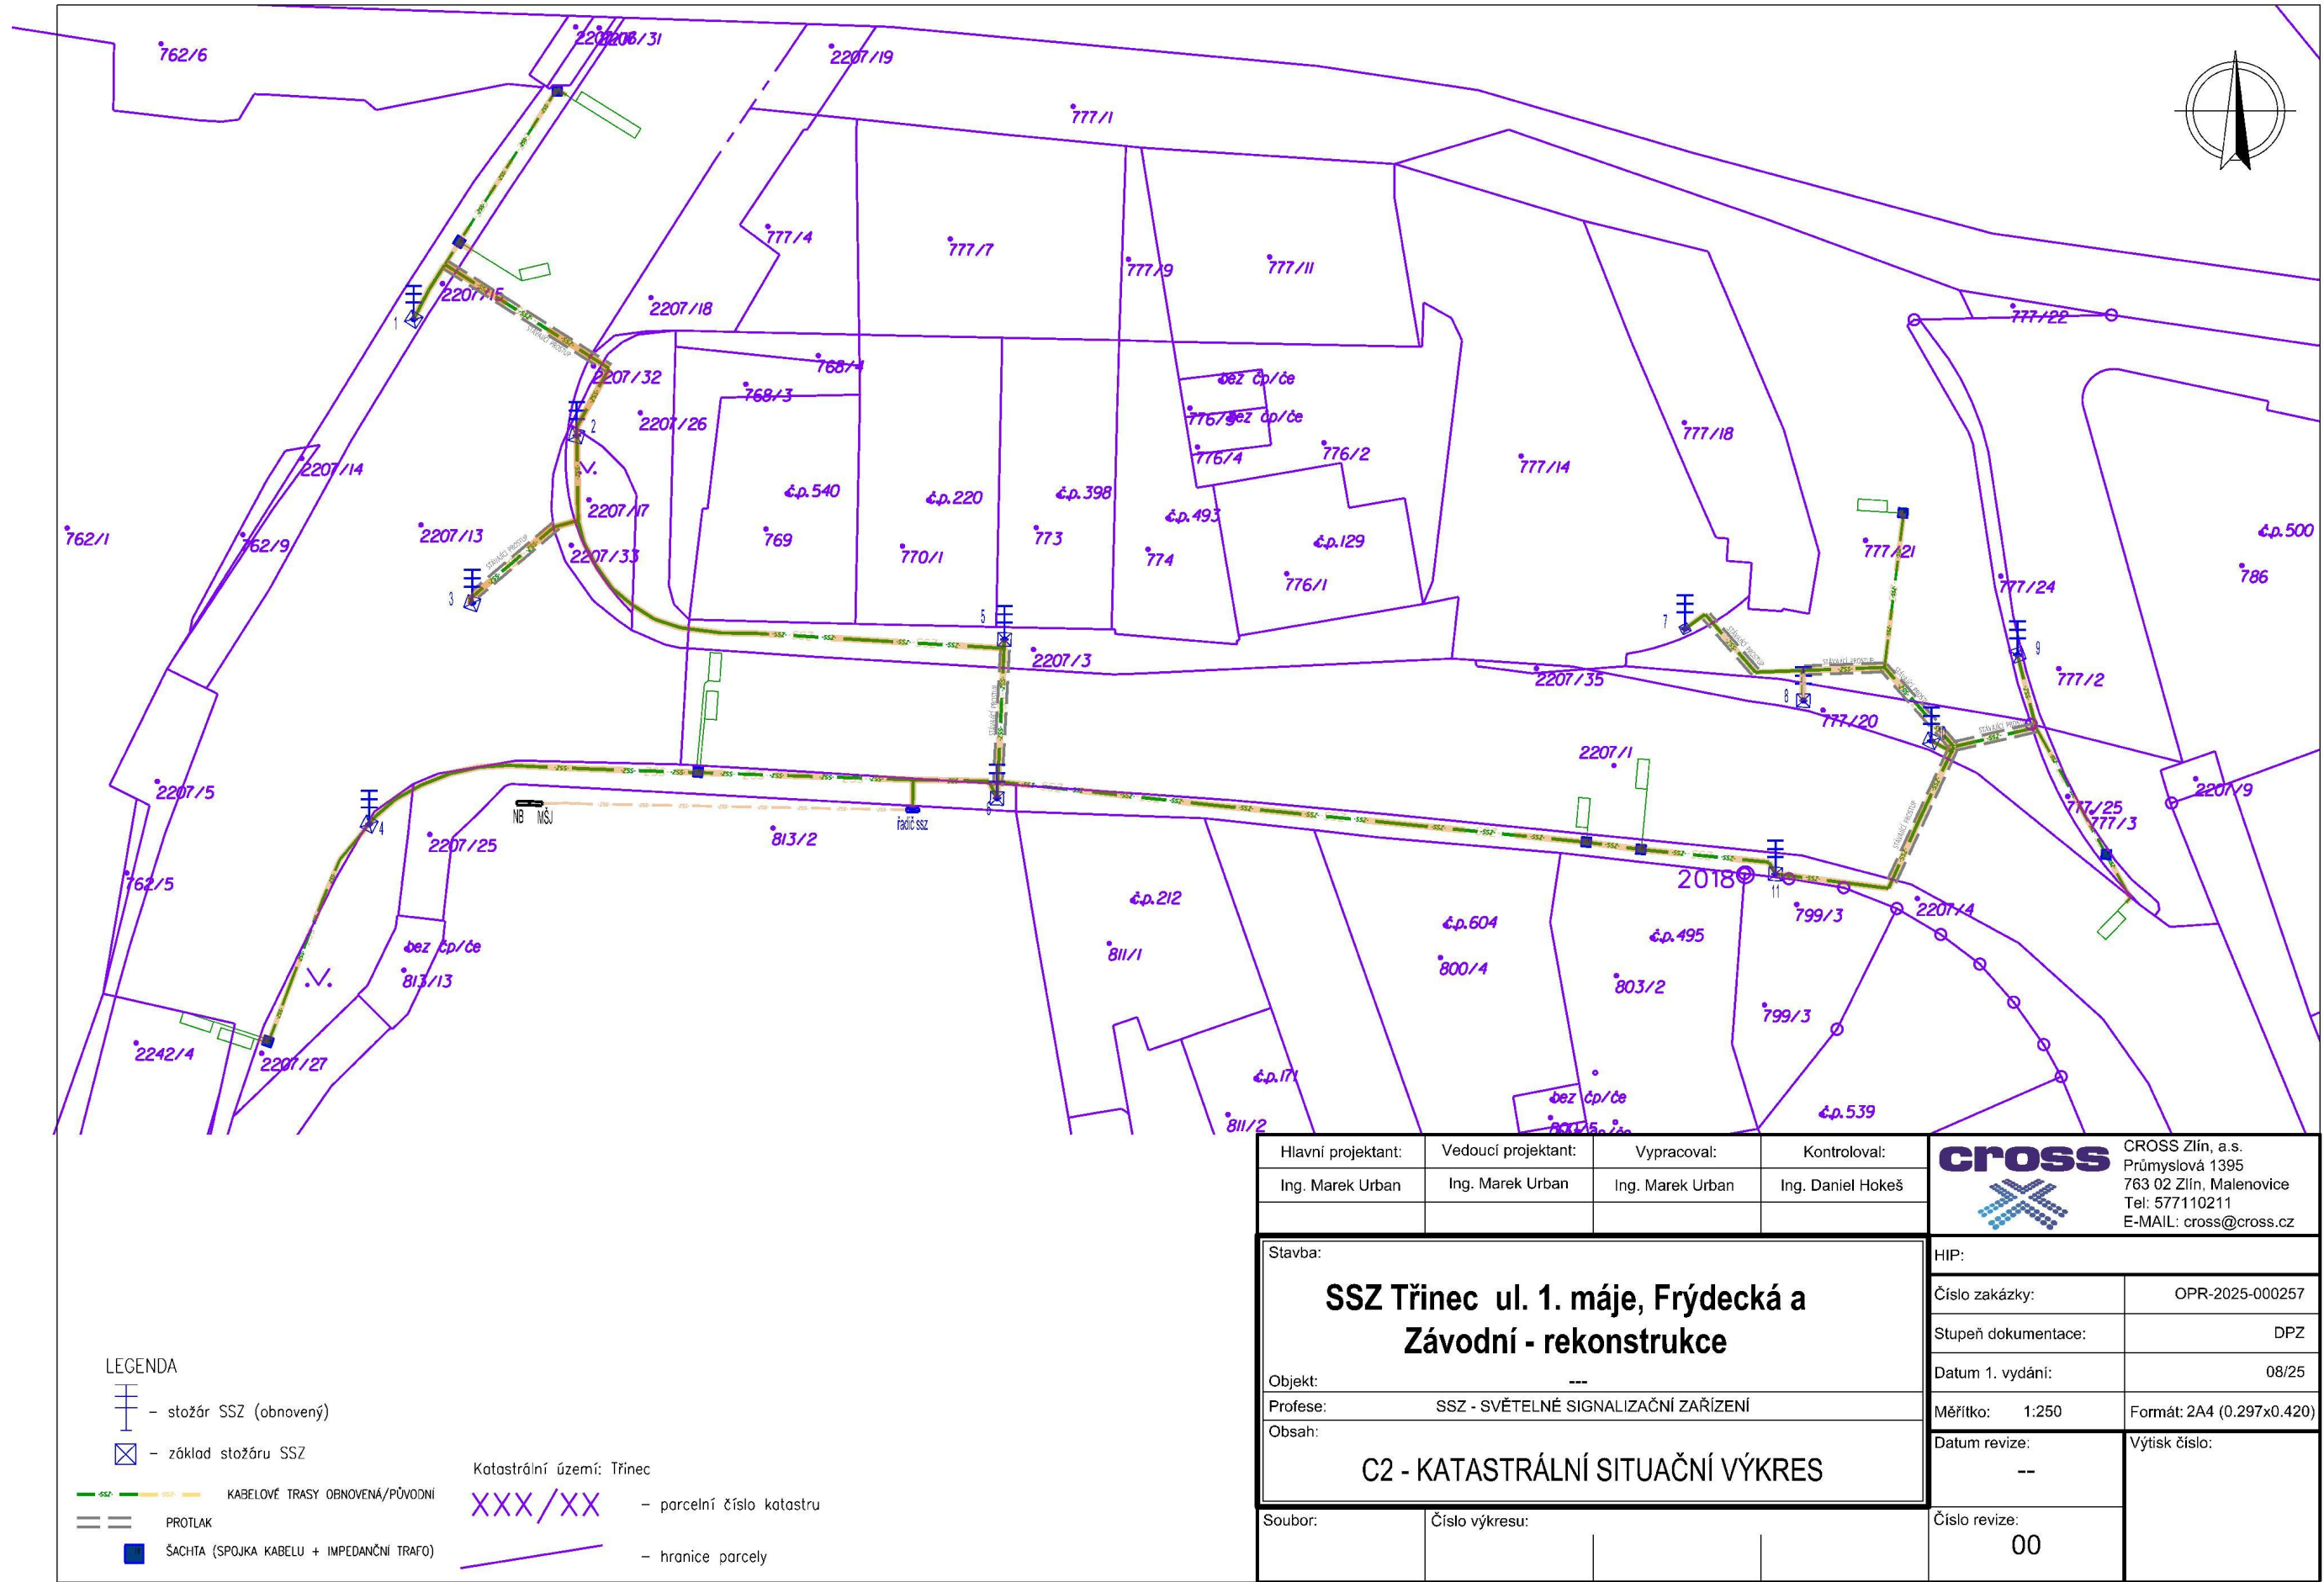 762/6
2207/31
2207/19
777/1
777/4
777/7
777/9
777/11
2207/15
2207/18
777/22
1
STÁVAJÍCÍ PROSTUP
2207/32
768/4
768/3
bez čp/če
bez čp/če
2
2207/26
776/4
776/2
777/18
2207/14
777/14
č.p.540
č.p.220
č.p.398
2207/17
č.p.493
762/1
762/9
2207/13
769
770/1
773
774
č.p.129
777/21
č.p.500
2207/33
STÁVAJÍCÍ PROSTUP
776/1
777/24
786
3
5
7
STÁVAJÍCÍ PROSTUP
9
2207/3
2207/35
STÁVAJÍCÍ PROSTUP
777/2
8
777/20
STÁVAJÍCÍ PROSTUP
2207/1
2207/5
2207/9
NB MŠJ
řadič ssz
4
2207/25
813/2
777/25
777/3
762/5
2018
11
č.p.212
č.p.604
č.p.495
799/3
2207/4
bez čp/če
813/13
811/1
800/4
803/2
799/3
2242/4
2207/27
č.p.171
bez čp/če
č.p.539
811/2
Hlavní projektant: Vedoucí projektant: Vypracoval: Kontroloval:
Ing. Marek Urban Ing. Marek Urban Ing. Marek Urban Ing. Daniel Hokeš
cross
CROSS Zlín, a.s.
Průmyslová 1395
763 02 Zlín, Malenovice
Tel: 577110211
E-MAIL: cross@cross.cz
Stavba:
SSZ Třinec ul. 1. máje, Frýdecká a
Závodní - rekonstrukce
Objekt: ---
Profese: SSZ - SVĚTELNÉ SIGNALIZAČNÍ ZAŘÍZENÍ
Obsah:
C2 - KATASTRÁLNÍ SITUAČNÍ VÝKRES
Soubor: Číslo výkresu:
HIP:
Číslo zakázky: OPR-2025-000257
Stupeň dokumentace: DPZ
Datum 1. vydání: 08/25
Měřítko: 1:250 Formát: 2A4 (0.297x0.420)
Datum revize: Výtisk číslo:
--
Číslo revize:
00
LEGENDA
– stožár SSZ (obnovený)
– základ stožáru SSZ
-SSZ- -SSZ- KABELOVÉ TRASY OBNOVENÁ/PŮVODNÍ
PROTLAK
ŠACHTA (SPOJKA KABELU + IMPEDANČNÍ TRAFO)
Katastrální území: Třinec
XXX/XX – parcelní číslo katastru
– hranice parcely